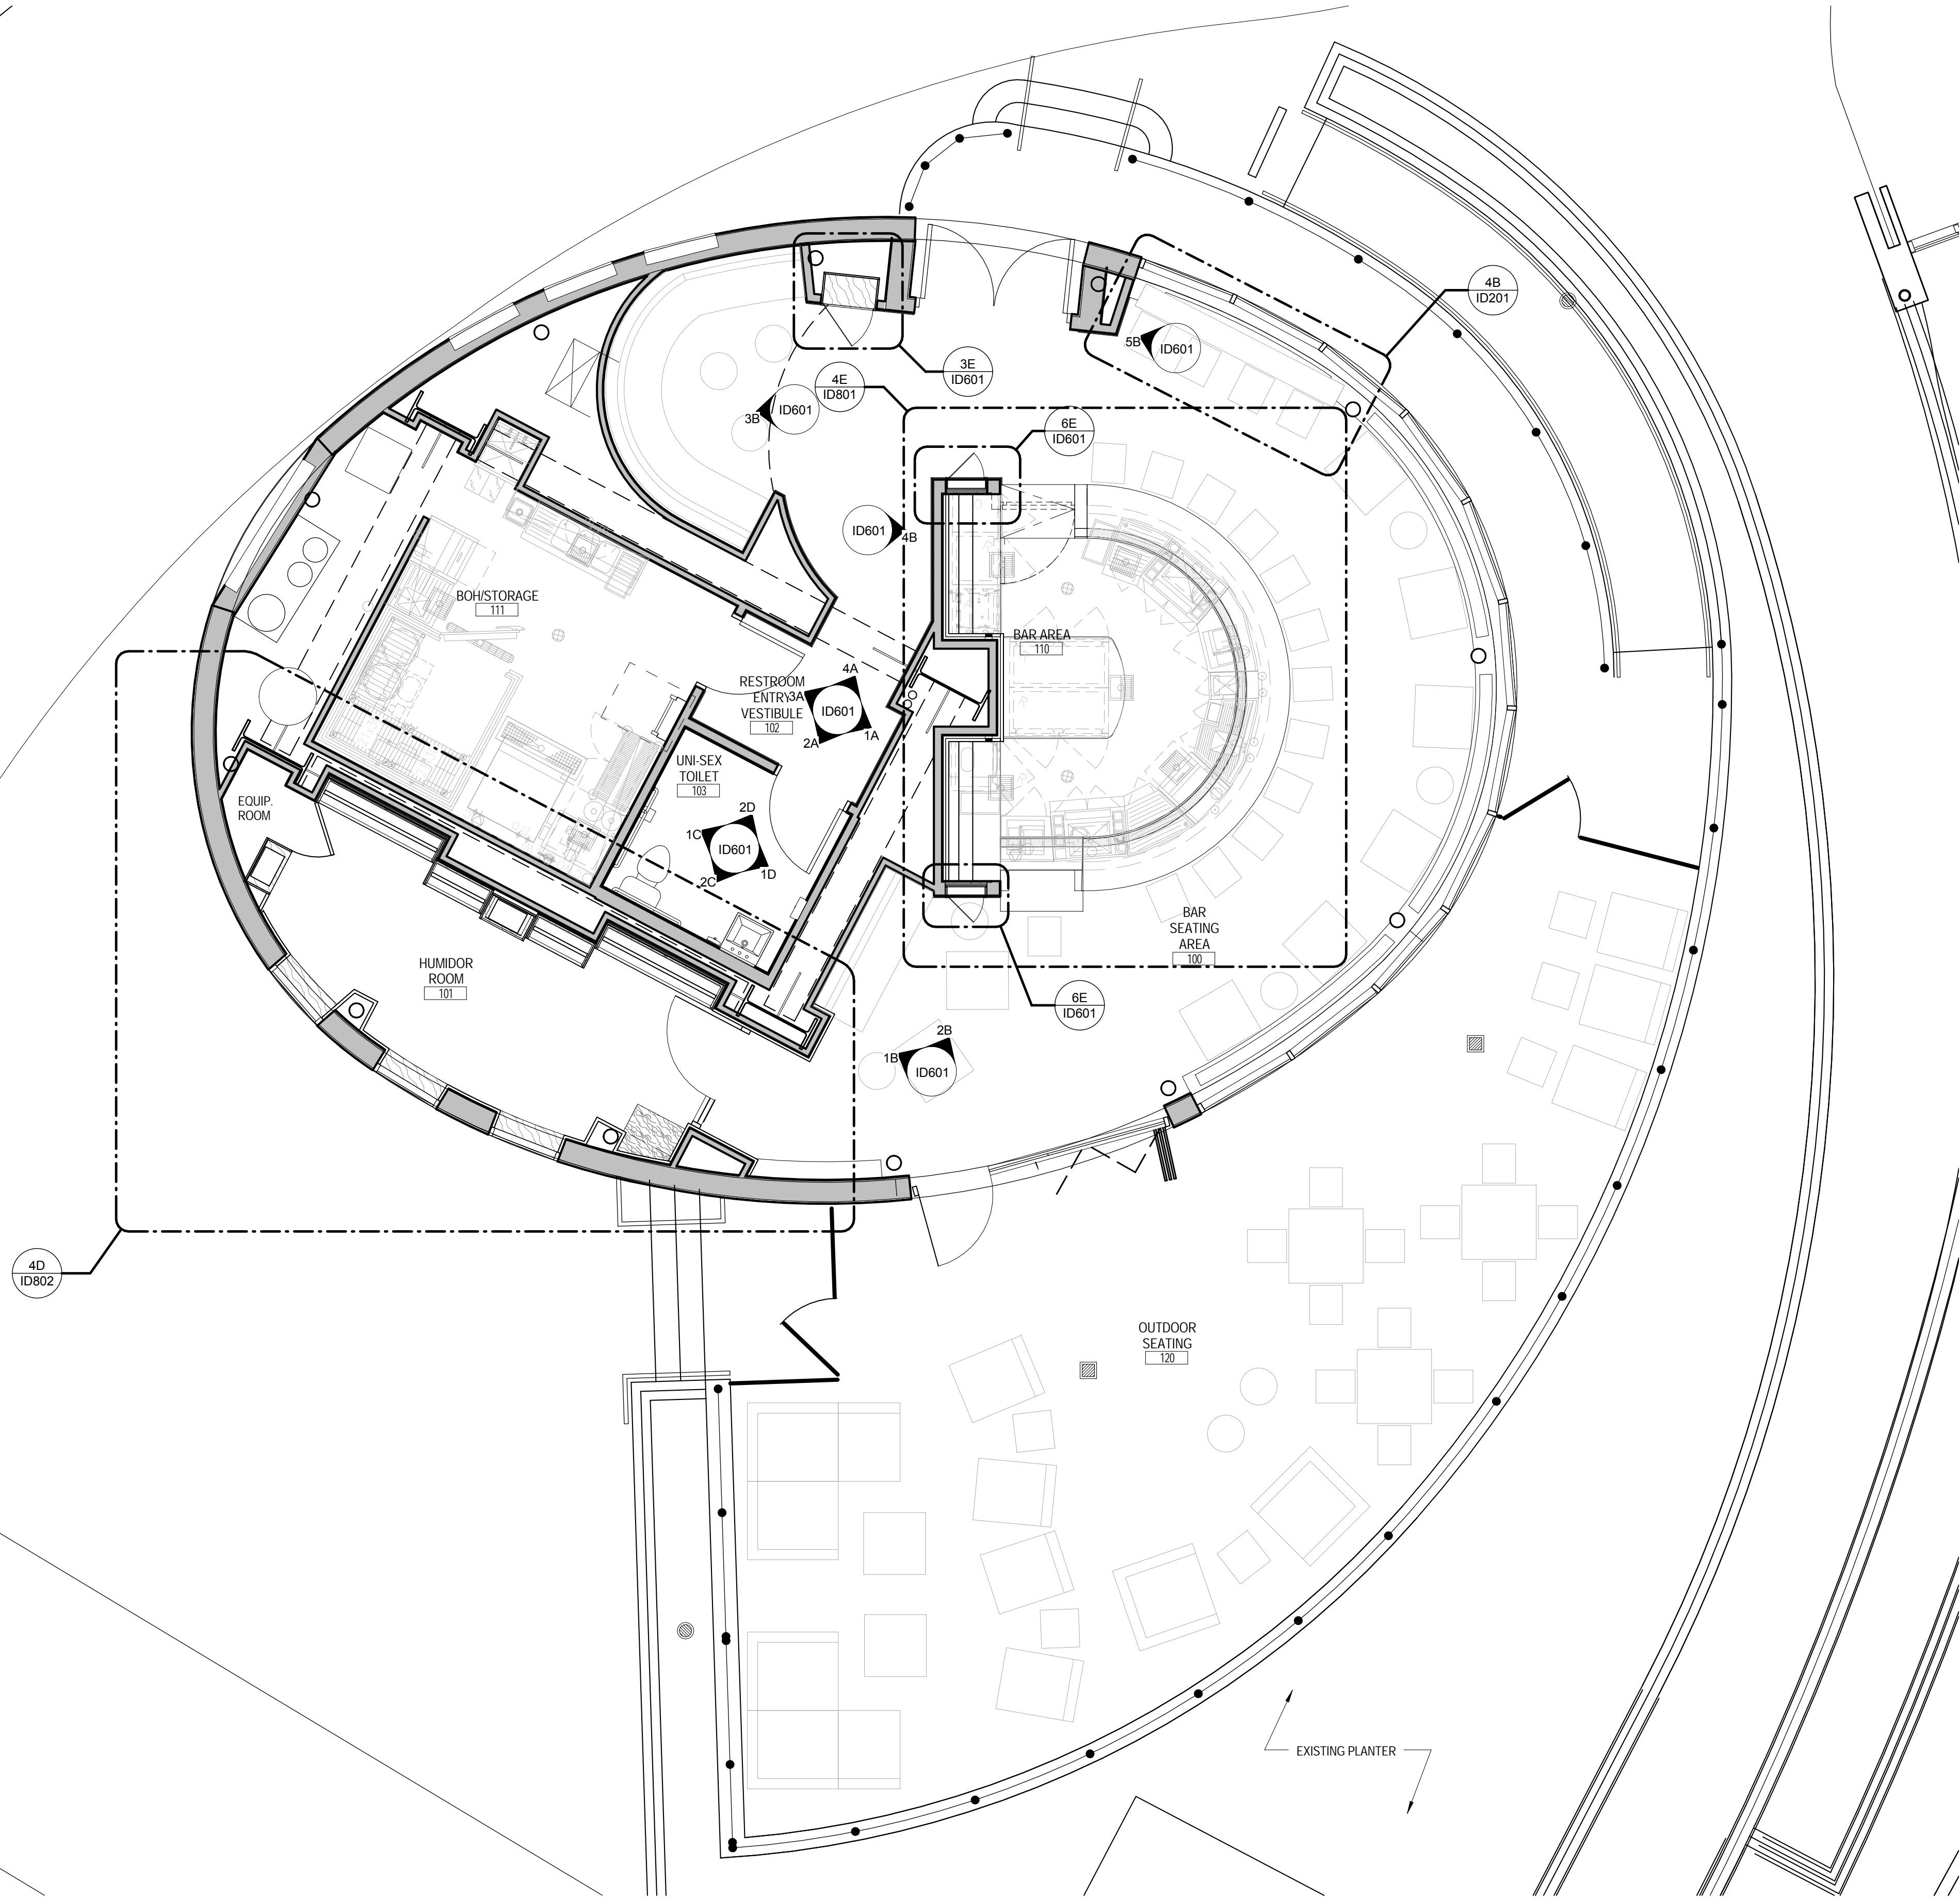 4B
ID201
5B
ID601
3E
ID601
4E
ID801
3B
ID601
6E
ID601
ID601
4B
BOH/STORAGE
111
BAR AREA
110
RESTROOM
ENTRY
VESTIBULE
102
4A
3A
ID601
2A
1A
UNI-SEX
TOILET
103
EQUIP.
ROOM
2D
1C
ID601
2C
1D
BAR
SEATING
AREA
100
HUMIDOR
ROOM
101
6E
ID601
2B
1B
ID601
4D
ID802
OUTDOOR
SEATING
120
EXISTING PLANTER